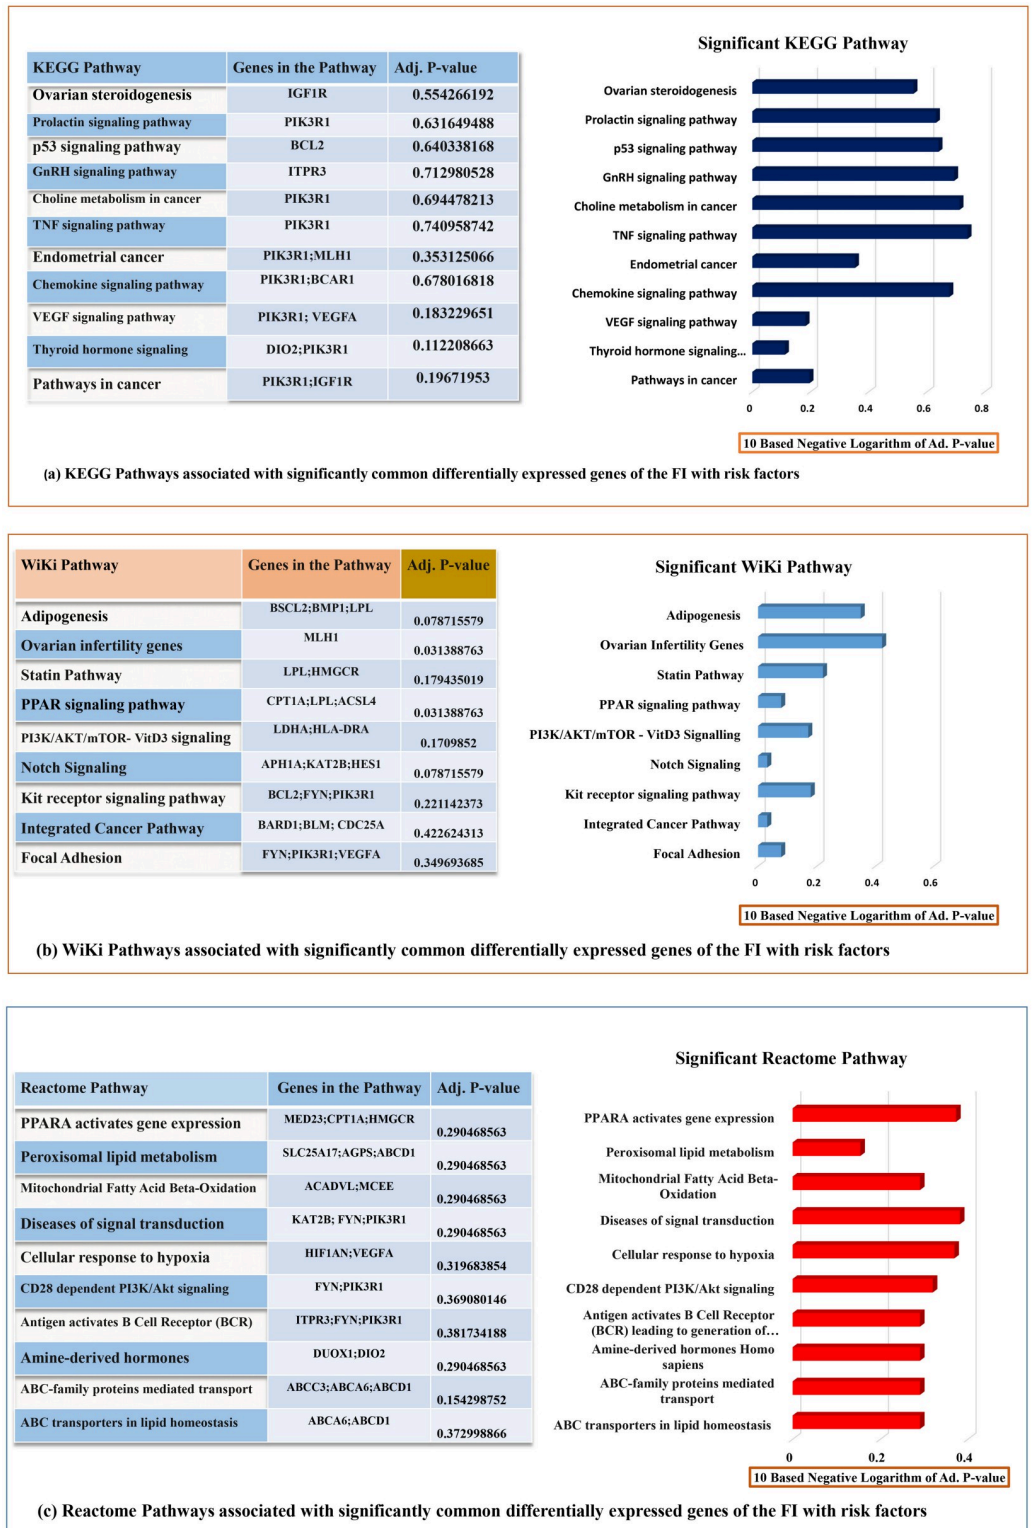 KEGG Pathway Genes in the Pathway Adj. P-value
Ovarian steroidogenesis IGF1R 0.554266192
Prolactin signaling pathway PIK3R1 0.631649488
p53 signaling pathway BCL2 0.640338168
GnRH signaling pathway ITPR3 0.712980528
Choline metabolism in cancer PIK3R1 0.694478213
TNF signaling pathway PIK3R1 0.740958742
Endometrial cancer PIK3R1;MLH1 0.353125066
Chemokine signaling pathway PIK3R1;BCAR1 0.678016818
VEGF signaling pathway PIK3R1; VEGFA 0.183229651
Thyroid hormone signaling DIO2;PIK3R1 0.112208663
Pathways in cancer PIK3R1;IGF1R 0.19671953
Significant KEGG Pathway
Ovarian steroidogenesis
Prolactin signaling pathway
p53 signaling pathway
GnRH signaling pathway
Choline metabolism in cancer
TNF signaling pathway
Endometrial cancer
Chemokine signaling pathway
VEGF signaling pathway
Thyroid hormone signaling...
Pathways in cancer
0 0.2 0.4 0.6 0.8
10 Based Negative Logarithm of Ad. P-value
(a) KEGG Pathways associated with significantly common differentially expressed genes of the FI with risk factors
WiKi Pathway Genes in the Pathway Adj. P-value
Adipogenesis BSCL2;BMP1;LPL 0.078715579
Ovarian infertility genes MLH1 0.031388763
Statin Pathway LPL;HMGCR 0.179435019
PPAR signaling pathway CPT1A;LPL;ACSL4 0.031388763
PI3K/AKT/mTOR- VitD3 signaling LDHA;HLA-DRA 0.1709852
Notch Signaling APH1A;KAT2B;HES1 0.078715579
Kit receptor signaling pathway BCL2;FYN;PIK3R1 0.221142373
Integrated Cancer Pathway BARD1;BLM; CDC25A 0.422624313
Focal Adhesion FYN;PIK3R1;VEGFA 0.349693685
Significant WiKi Pathway
Adipogenesis
Ovarian Infertility Genes
Statin Pathway
PPAR signaling pathway
PI3K/AKT/mTOR - VitD3 Signalling
Notch Signaling
Kit receptor signaling pathway
Integrated Cancer Pathway
Focal Adhesion
0 0.2 0.4 0.6
10 Based Negative Logarithm of Ad. P-value
(b) WiKi Pathways associated with significantly common differentially expressed genes of the FI with risk factors
Reactome Pathway Genes in the Pathway Adj. P-value
PPARA activates gene expression MED23;CPT1A;HMGCR 0.290468563
Peroxisomal lipid metabolism SLC25A17;AGPS;ABCD1 0.290468563
Mitochondrial Fatty Acid Beta-Oxidation ACADVL;MCEE 0.290468563
Diseases of signal transduction KAT2B; FYN;PIK3R1 0.290468563
Cellular response to hypoxia HIF1AN;VEGFA 0.319683854
CD28 dependent PI3K/Akt signaling FYN;PIK3R1 0.369080146
Antigen activates B Cell Receptor (BCR) ITPR3;FYN;PIK3R1 0.381734188
Amine-derived hormones DUOX1;DIO2 0.290468563
ABC-family proteins mediated transport ABCC3;ABCA6;ABCD1 0.154298752
ABC transporters in lipid homeostasis ABCA6;ABCD1 0.372998866
Significant Reactome Pathway
PPARA activates gene expression
Peroxisomal lipid metabolism
Mitochondrial Fatty Acid Beta-
Oxidation
Diseases of signal transduction
Cellular response to hypoxia
CD28 dependent PI3K/Akt signaling
Antigen activates B Cell Receptor
(BCR) leading to generation of...
Amine-derived hormones Homo
sapiens
ABC-family proteins mediated
transport
ABC transporters in lipid homeostasis
0 0.2 0.4
10 Based Negative Logarithm of Ad. P-value
(c) Reactome Pathways associated with significantly common differentially expressed genes of the FI with risk factors